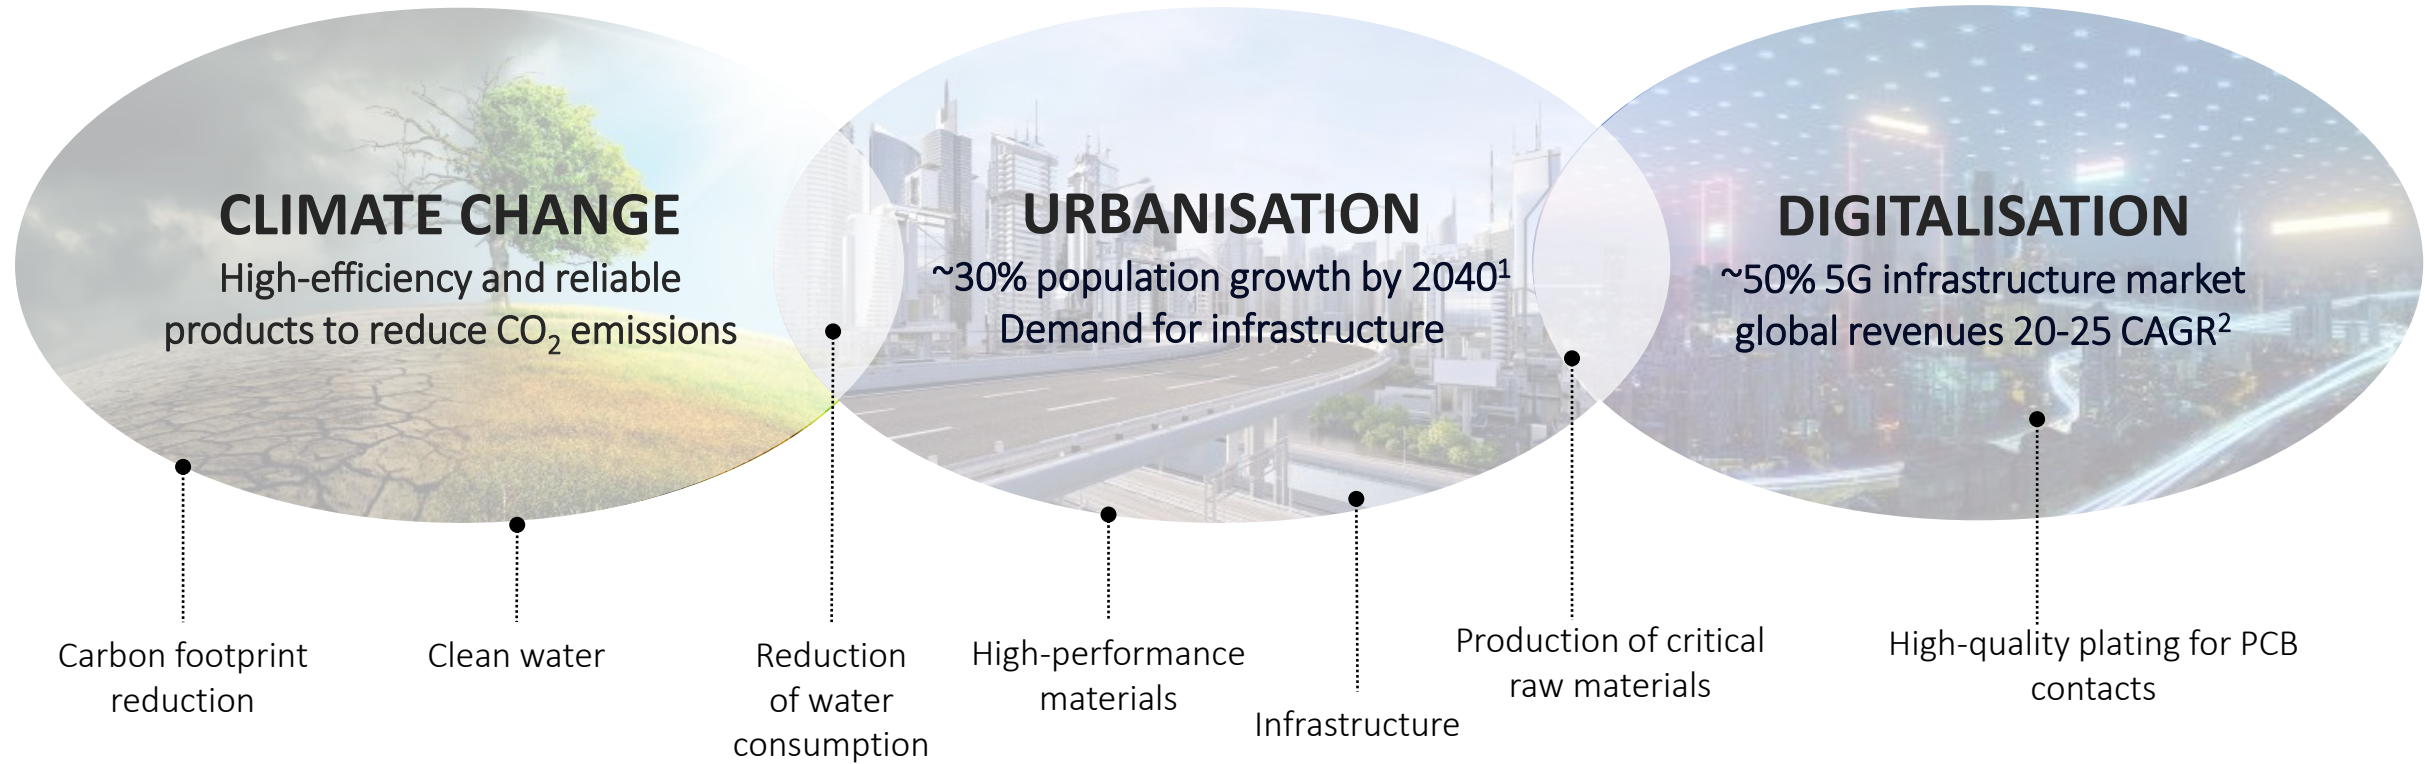 CLIMATE CHANGE
High-efficiency and reliable
products to reduce CO₂ emissions
URBANISATION
~30% population growth by 2040¹
Demand for infrastructure
DIGITALISATION
~50% 5G infrastructure market
global revenues 20-25 CAGR²
Carbon footprint
reduction
Clean water
Reduction
of water
consumption
High-performance
materials
Infrastructure
Production of critical
raw materials
High-quality plating for PCB
contacts